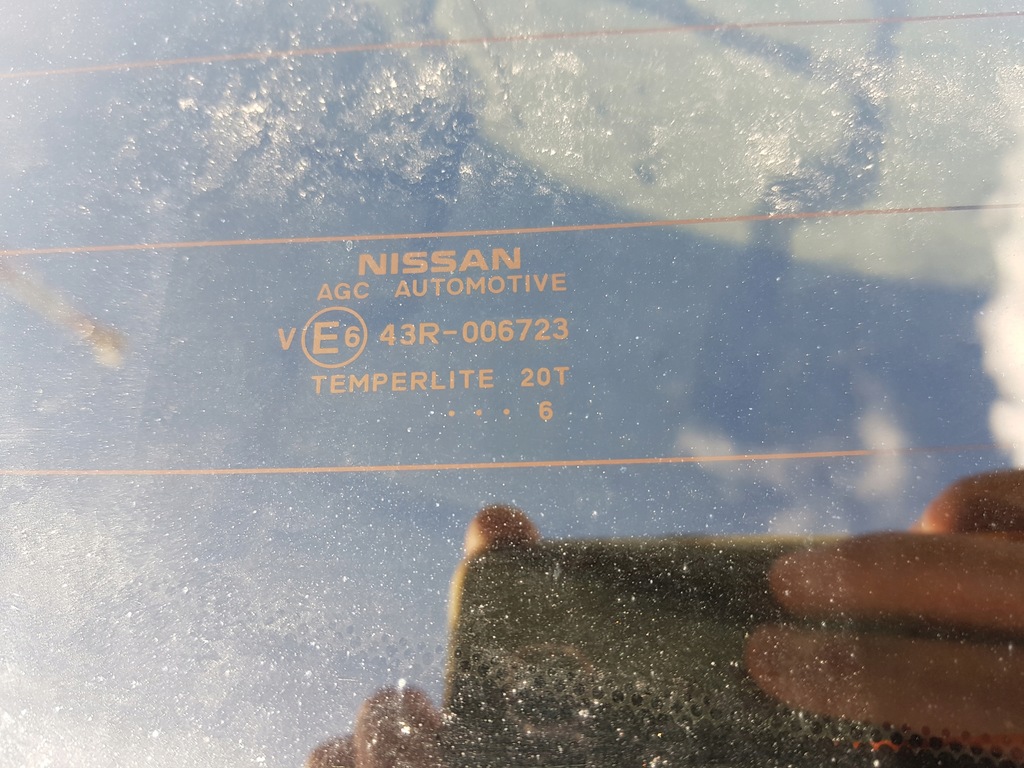 NISSAN
AGC AUTOMOTIVE
V E6 43R-006723
TEMPERLITE 20T
. . . 6